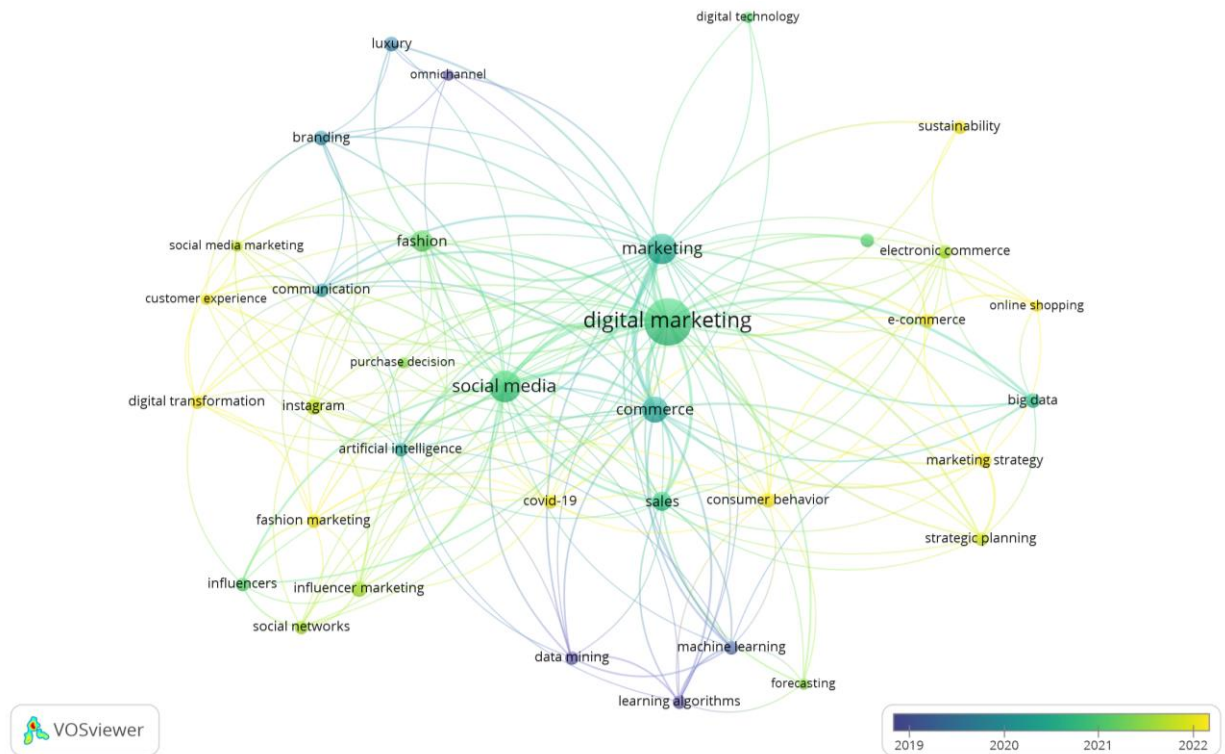 digital technology
luxury
omnichannel
sustainability
branding
social media marketing
fashion
marketing
electronic commerce
communication
customer experience
online shopping
digital marketing
e-commerce
purchase decision
social media
digital transformation
instagram
commerce
big data
artificial intelligence
marketing strategy
covid-19
sales
consumer behavior
fashion marketing
strategic planning
influencers
influencer marketing
social networks
machine learning
data mining
forecasting
learning algorithms
VOSviewer
2019 2020 2021 2022